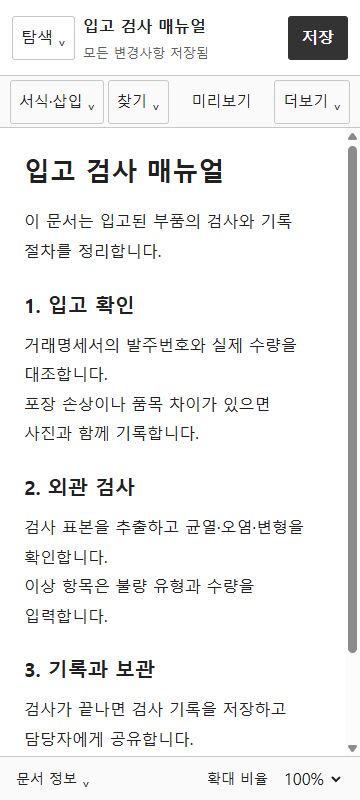 탐색
입고 검사 매뉴얼
모든 변경사항 저장됨
저장
서식·삽입
찾기
미리보기
더보기
입고 검사 매뉴얼
이 문서는 입고된 부품의 검사와 기록
절차를 정리합니다.
1. 입고 확인
거래명세서의 발주번호와 실제 수량을
대조합니다.
포장 손상이나 품목 차이가 있으면
사진과 함께 기록합니다.
2. 외관 검사
검사 표본을 추출하고 균열·오염·변형을
확인합니다.
이상 항목은 불량 유형과 수량을
입력합니다.
3. 기록과 보관
검사가 끝나면 검사 기록을 저장하고
담당자에게 공유합니다.
문서 정보
확대 비율
100%